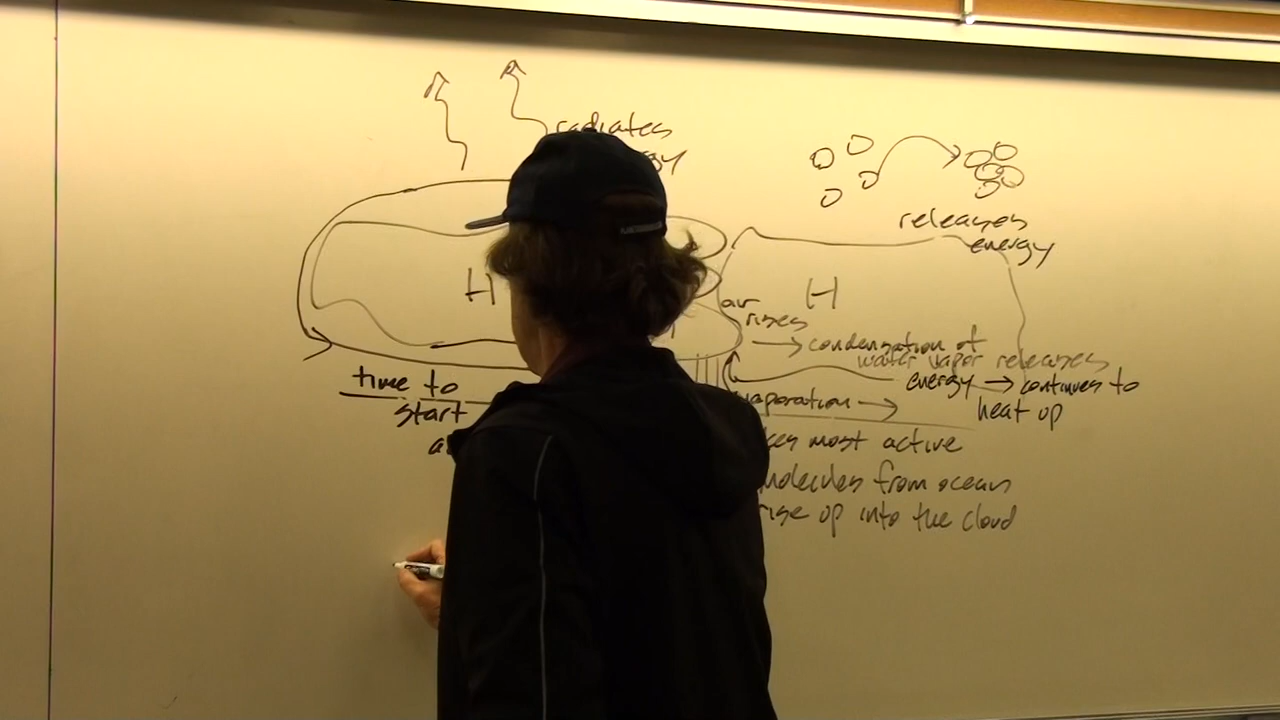 radiates
releases
energy
H
H
air
rises
→ condensation of
water vapor releases
energy → continues to
heat up
time to
start
evaporation →
most active
molecules from ocean
rise up into the cloud